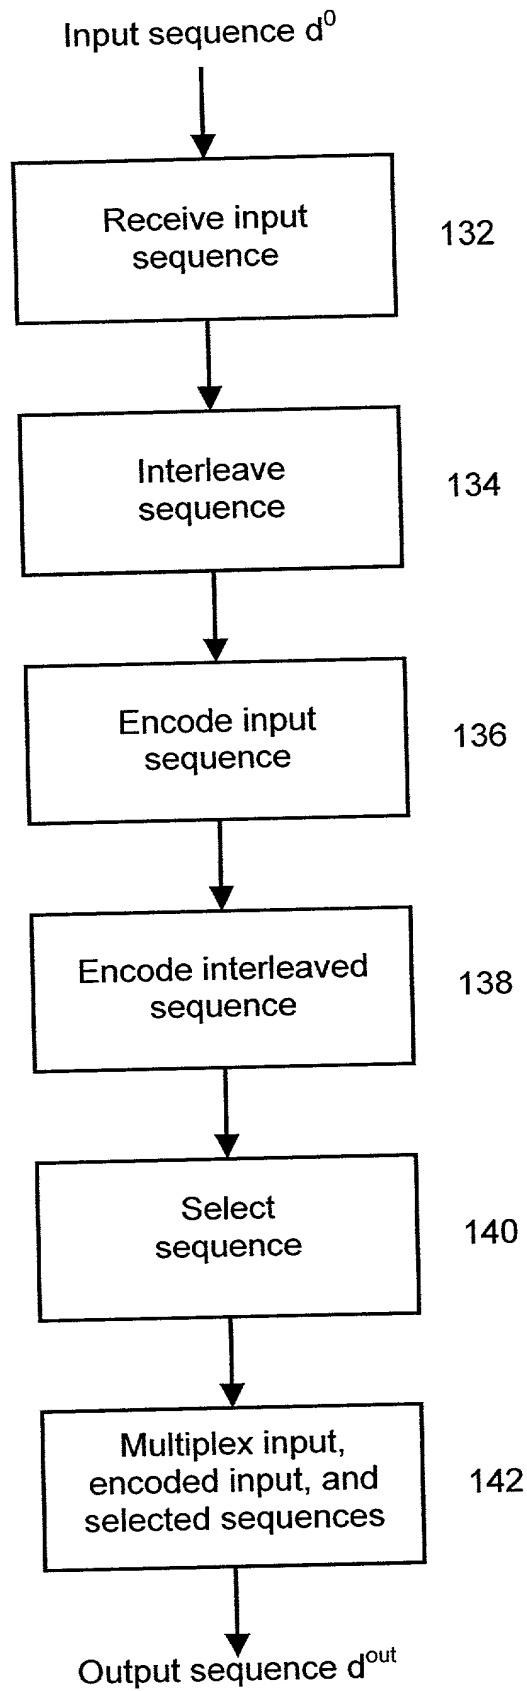 Input sequence d⁰
Receive input
sequence
132
Interleave
sequence
134
Encode input
sequence
136
Encode interleaved
sequence
138
Select
sequence
140
Multiplex input,
encoded input, and
selected sequences
142
Output sequence dᵒᵘᵗ